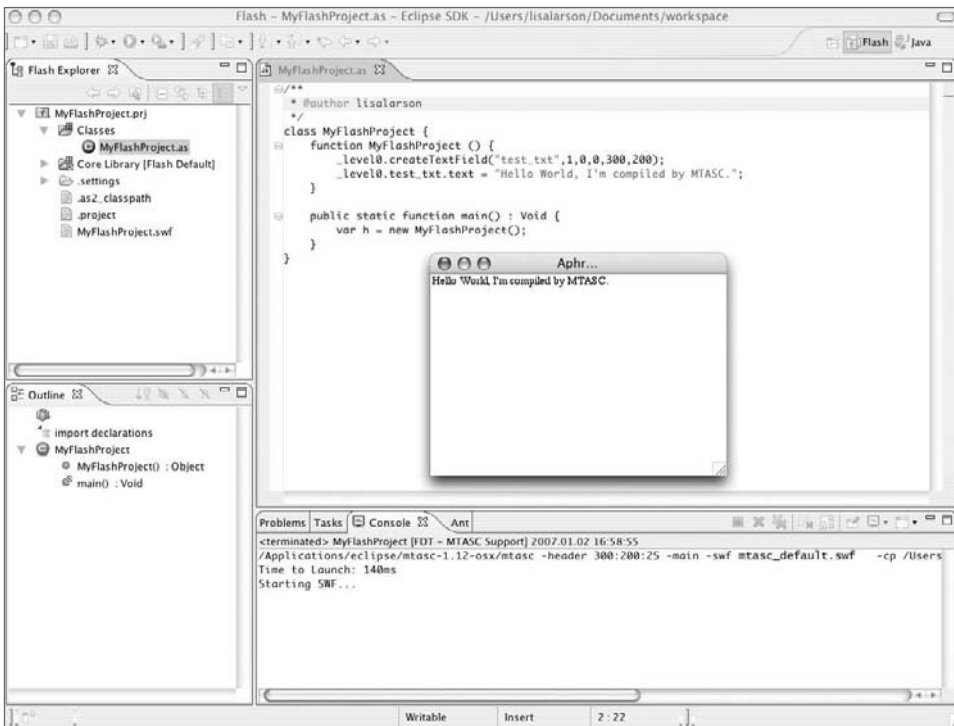 Flash – MyFlashProject.as – Eclipse SDK – /Users/lisalarson/Documents/workspace
Flash Java
Flash Explorer
MyFlashProject.prj
Classes
MyFlashProject.as
Core Library [Flash Default]
.settings
.as2_classpath
.project
MyFlashProject.swf
Outline
import declarations
MyFlashProject
MyFlashProject() : Object
main() : Void
MyFlashProject.as
/**
* @author lisalarson
*/
class MyFlashProject {
function MyFlashProject () {
_level0.createTextField("test_txt",1,0,0,300,200);
_level0.test_txt.text = "Hello World, I'm compiled by MTASC.";
}
public static function main() : Void {
var h = new MyFlashProject();
}
}
Aphr...
Hello World, I'm compiled by MTASC.
Problems Tasks Console Ant
<terminated> MyFlashProject [FDT – MTASC Support] 2007.01.02 16:58:55
/Applications/eclipse/mtasc-1.12-osx/mtasc -header 300:200:25 -main -swf mtasc_default.swf -cp /Users
Time to Launch: 140ms
Starting SWF...
Writable Insert 2 : 22